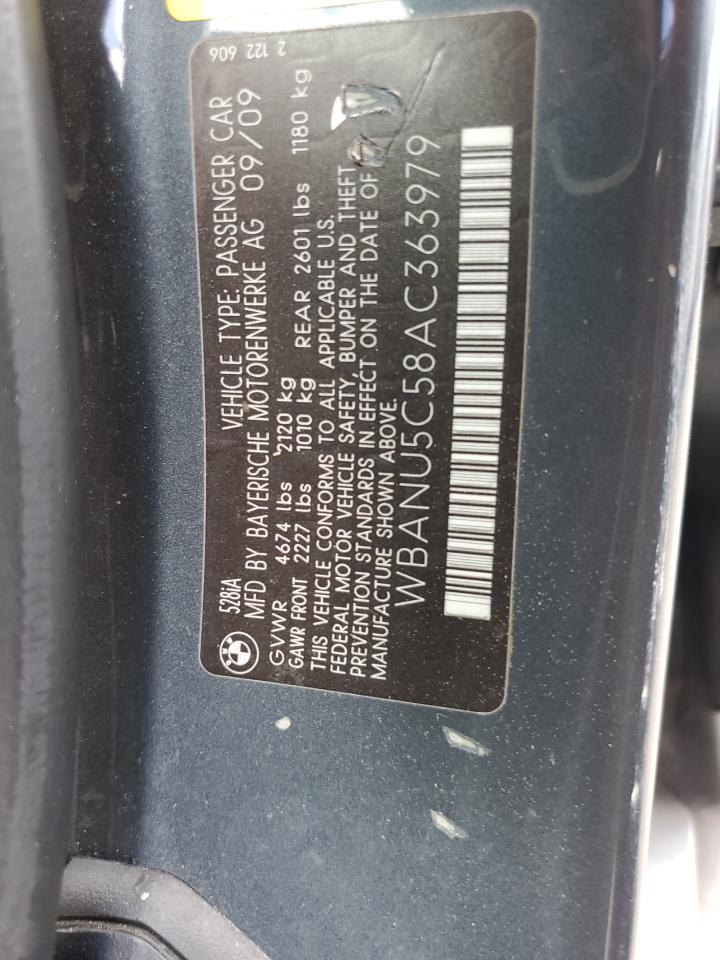 2 122 606
528iA
VEHICLE TYPE: PASSENGER CAR
MFD BY BAYERISCHE MOTORENWERKE AG 09/09
GVWR 4674 lbs 2120 kg
GAWR FRONT 2227 lbs 1010 kg REAR 2601 lbs 1180 kg
THIS VEHICLE CONFORMS TO ALL APPLICABLE U.S.
FEDERAL MOTOR VEHICLE SAFETY, BUMPER AND THEFT
PREVENTION STANDARDS IN EFFECT ON THE DATE OF
MANUFACTURE SHOWN ABOVE.
WBANU5C58AC363979